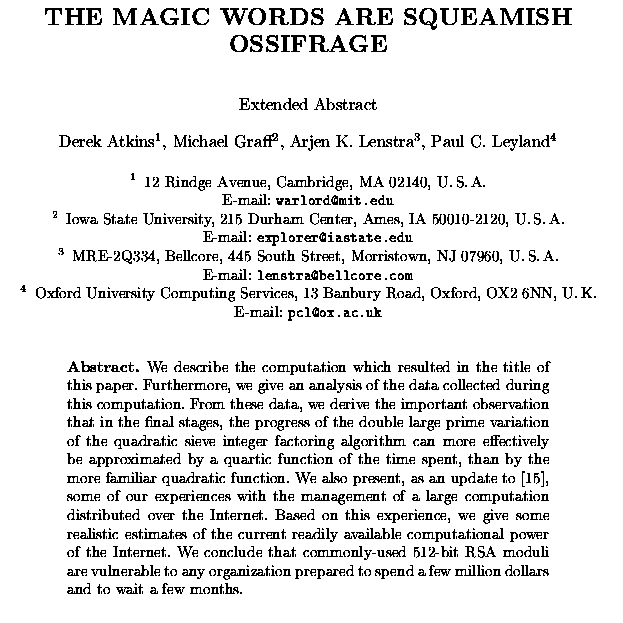 THE MAGIC WORDS ARE SQUEAMISH
OSSIFRAGE
Extended Abstract
Derek Atkins¹, Michael Graff², Arjen K. Lenstra³, Paul C. Leyland⁴
¹ 12 Rindge Avenue, Cambridge, MA 02140, U. S. A.
E-mail: warlord@mit.edu
² Iowa State University, 215 Durham Center, Ames, IA 50010-2120, U. S. A.
E-mail: explorer@iastate.edu
³ MRE-2Q334, Bellcore, 445 South Street, Morristown, NJ 07960, U. S. A.
E-mail: lenstra@bellcore.com
⁴ Oxford University Computing Services, 13 Banbury Road, Oxford, OX2 6NN, U. K.
E-mail: pcl@ox.ac.uk
Abstract. We describe the computation which resulted in the title of
this paper. Furthermore, we give an analysis of the data collected during
this computation. From these data, we derive the important observation
that in the final stages, the progress of the double large prime variation
of the quadratic sieve integer factoring algorithm can more effectively
be approximated by a quartic function of the time spent, than by the
more familiar quadratic function. We also present, as an update to [15],
some of our experiences with the management of a large computation
distributed over the Internet. Based on this experience, we give some
realistic estimates of the current readily available computational power
of the Internet. We conclude that commonly-used 512-bit RSA moduli
are vulnerable to any organization prepared to spend a few million dollars
and to wait a few months.